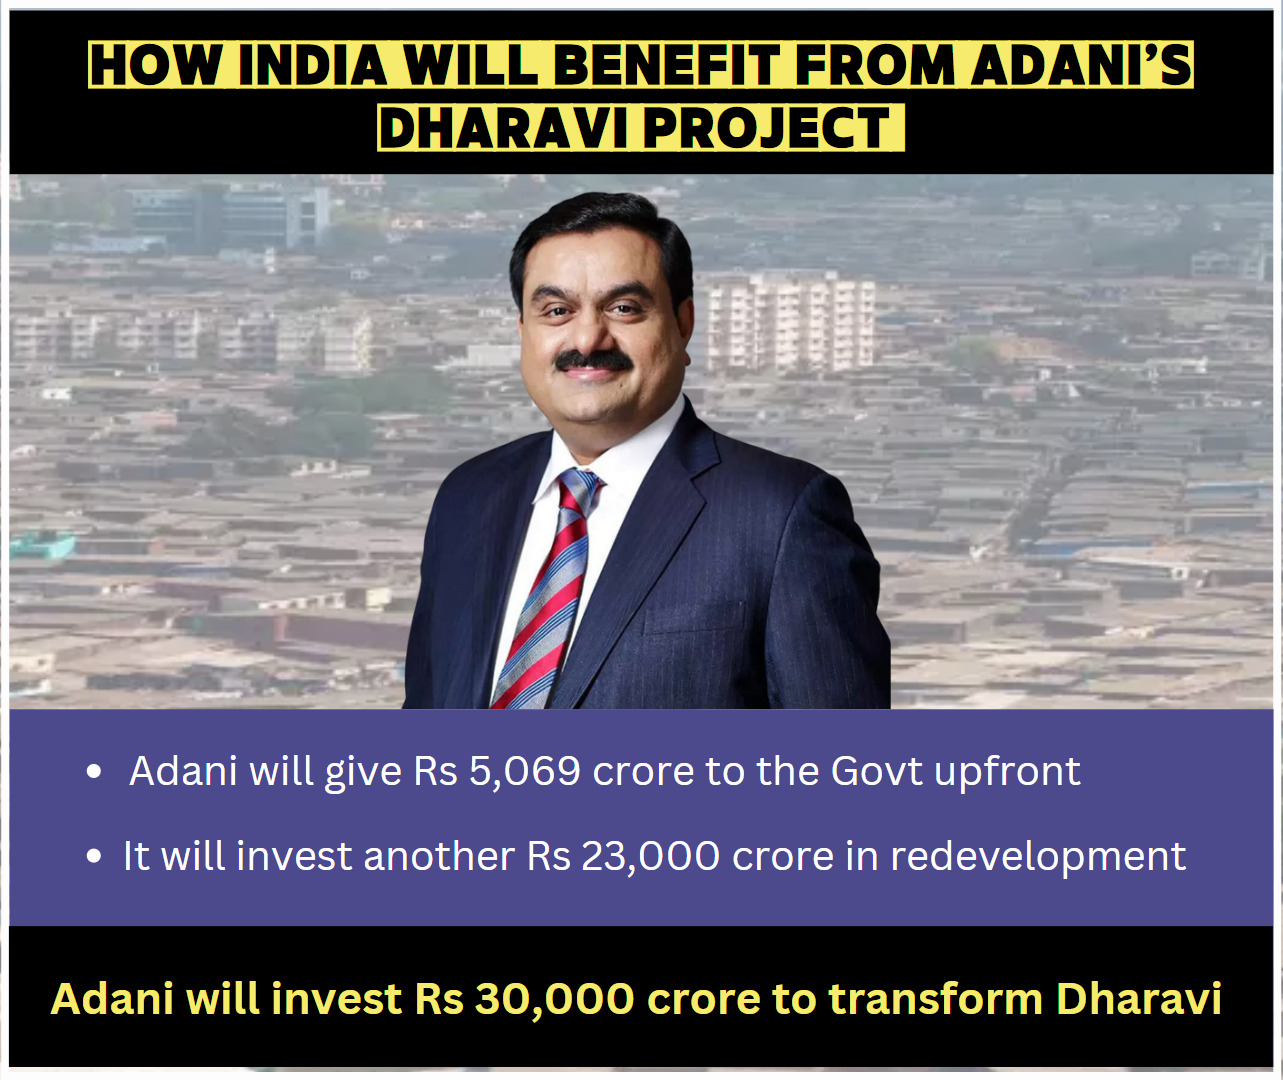 HOW INDIA WILL BENEFIT FROM ADANI’S
DHARAVI PROJECT
• Adani will give Rs 5,069 crore to the Govt upfront
• It will invest another Rs 23,000 crore in redevelopment
Adani will invest Rs 30,000 crore to transform Dharavi